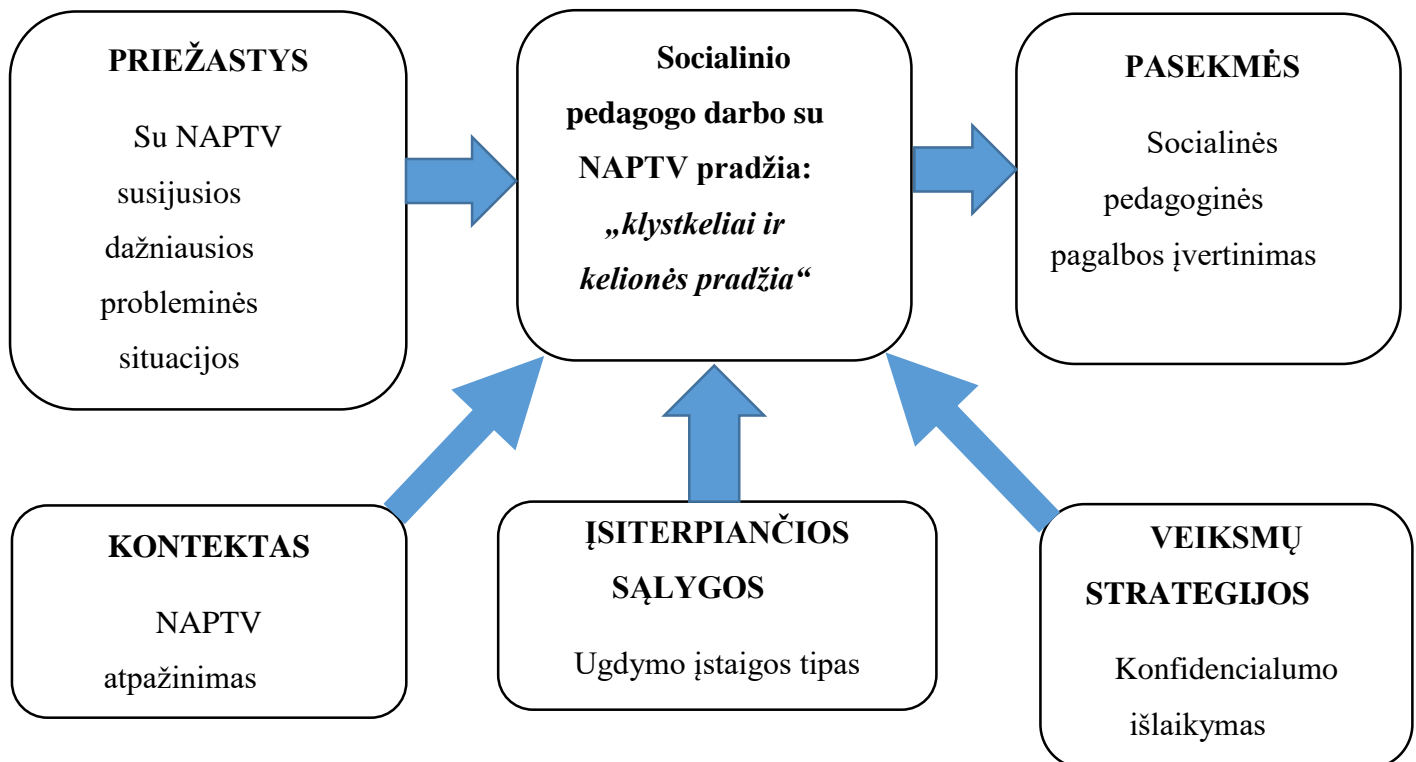 PRIEŽASTYS
Su NAPTV
susijusios
dažniausios
probleminės
situacijos
Socialinio
pedagogo darbo su
NAPTV pradžia:
„klystkeliai ir
kelionės pradžia“
PASEKMĖS
Socialinės
pedagoginės
pagalbos įvertinimas
KONTEKTAS
NAPTV
atpažinimas
ĮSITERPIANČIOS
SĄLYGOS
Ugdymo įstaigos tipas
VEIKSMŲ
STRATEGIJOS
Konfidencialumo
išlaikymas